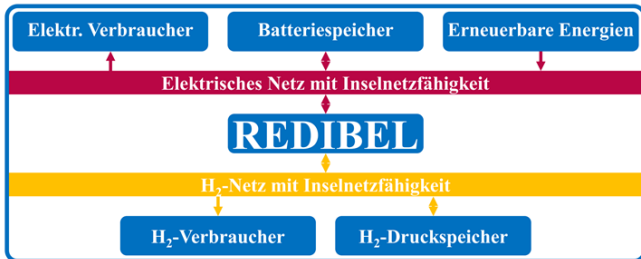 Elektr. Verbraucher
Batteriespeicher
Erneuerbare Energien
Elektrisches Netz mit Inselnetzfähigkeit
REDIBEL
H₂-Netz mit Inselnetzfähigkeit
H₂-Verbraucher
H₂-Druckspeicher